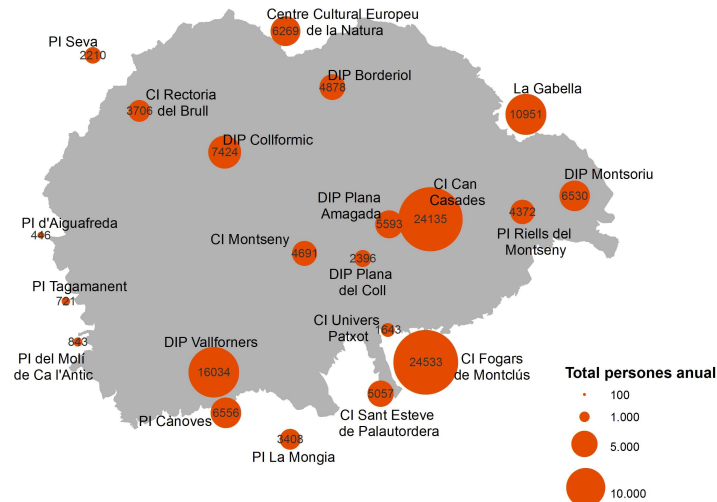 Centre Cultural Europeu
de la Natura
6269
PI Seva
2210
DIP Borderiol
4878
La Gabella
10951
CI Rectoria
del Brull
3706
DIP Collformic
7424
DIP Montsoriu
6530
CI Can
Casades
24135
DIP Plana
Amagada
5593
4372
PI Riells del
Montseny
PI d'Aiguafreda
446
CI Montseny
4691
2396
DIP Plana
del Coll
PI Tagamanent
721
CI Univers
Patxot
1643
843
PI del Molí
de Ca l'Antic
DIP Vallforners
16034
24533
CI Fogars
de Montclús
5057
CI Sant Esteve
de Palautordera
6556
PI Cànoves
3408
PI La Mongia
Total persones anual
100
1.000
5.000
10.000